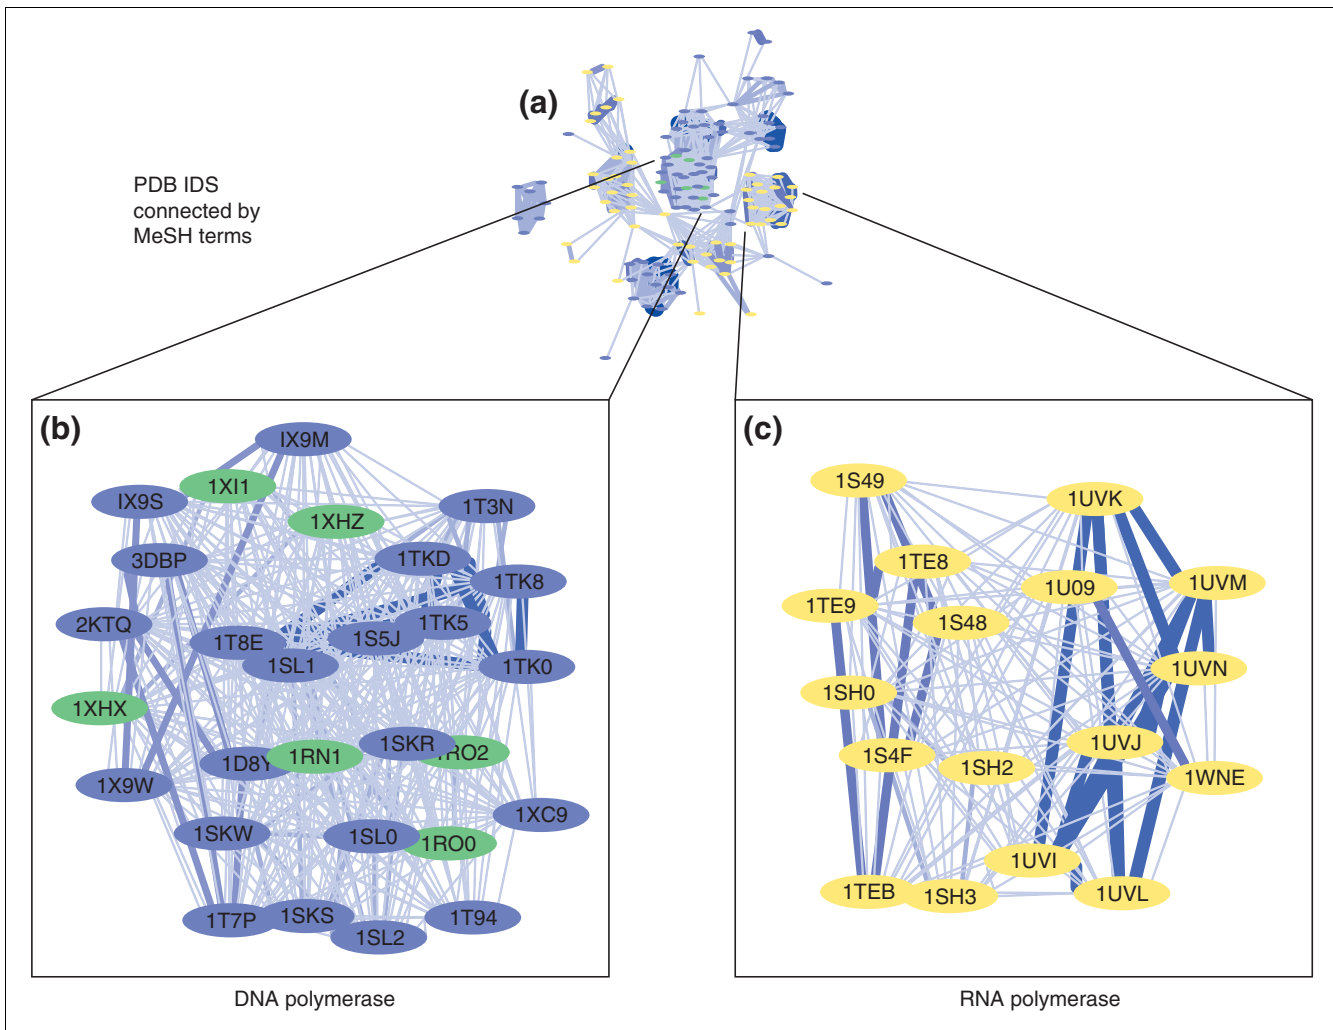 (a)
PDB IDS
connected by
MeSH terms
(b)
IX9M
1XI1
IX9S
1XHZ
1T3N
3DBP
1TKD
1TK8
2KTQ
1T8E
1S5J
1TK5
1SL1
1TK0
1XHX
1D8Y
1RN1
1SKR
1RO2
1X9W
1SKW
1SL0
1RO0
1XC9
1T7P
1SKS
1SL2
1T94
DNA polymerase
(c)
1S49
1UVK
1TE8
1U09
1UVM
1TE9
1S48
1UVN
1SH0
1S4F
1SH2
1UVJ
1WNE
1UVI
1TEB
1SH3
1UVL
RNA polymerase